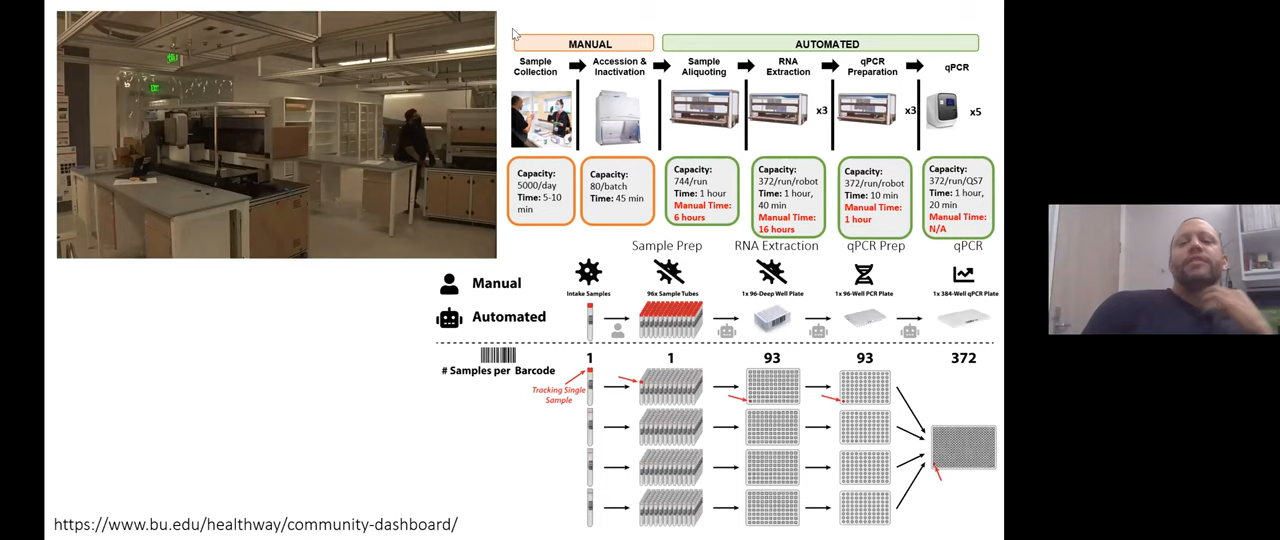 MANUAL
AUTOMATED
Sample
Collection
Accession &
Inactivation
Sample
Aliquoting
RNA
Extraction
qPCR
Preparation
qPCR
x3
x3
x5
Capacity:
5000/day
Time: 5-10
min
Capacity:
80/batch
Time: 45 min
Capacity:
744/run
Time: 1 hour
Manual Time:
6 hours
Capacity:
372/run/robot
Time: 1 hour,
40 min
Manual Time:
16 hours
Capacity:
372/run/robot
Time: 10 min
Manual Time:
1 hour
Capacity:
372/run/QS7
Time: 1 hour,
20 min
Manual Time:
N/A
Sample Prep
RNA Extraction
qPCR Prep
qPCR
Manual
Intake Samples
96x Sample Tubes
1x 96-Deep Well Plate
1x 96-Well PCR Plate
1x 384-Well qPCR Plate
Automated
# Samples per Barcode
1
1
93
93
372
Tracking Single
Sample
https://www.bu.edu/healthway/community-dashboard/